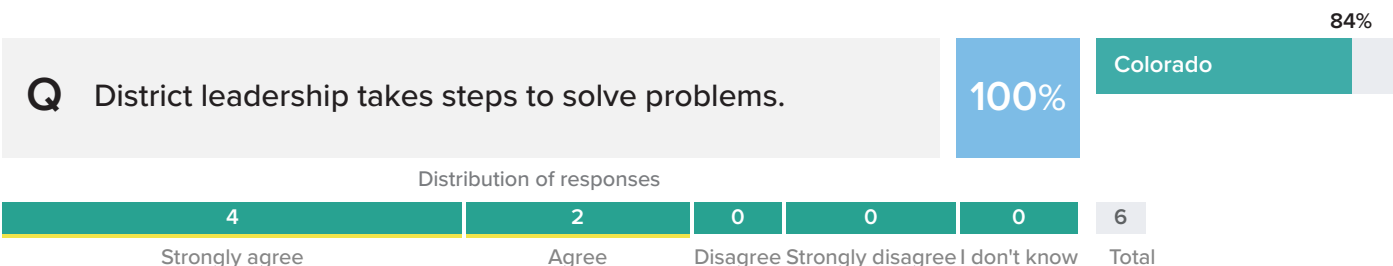 84%
Q District leadership takes steps to solve problems.
100%
Colorado
Distribution of responses
4 2 0 0 0 6
Strongly agree Agree Disagree Strongly disagree I don't know Total